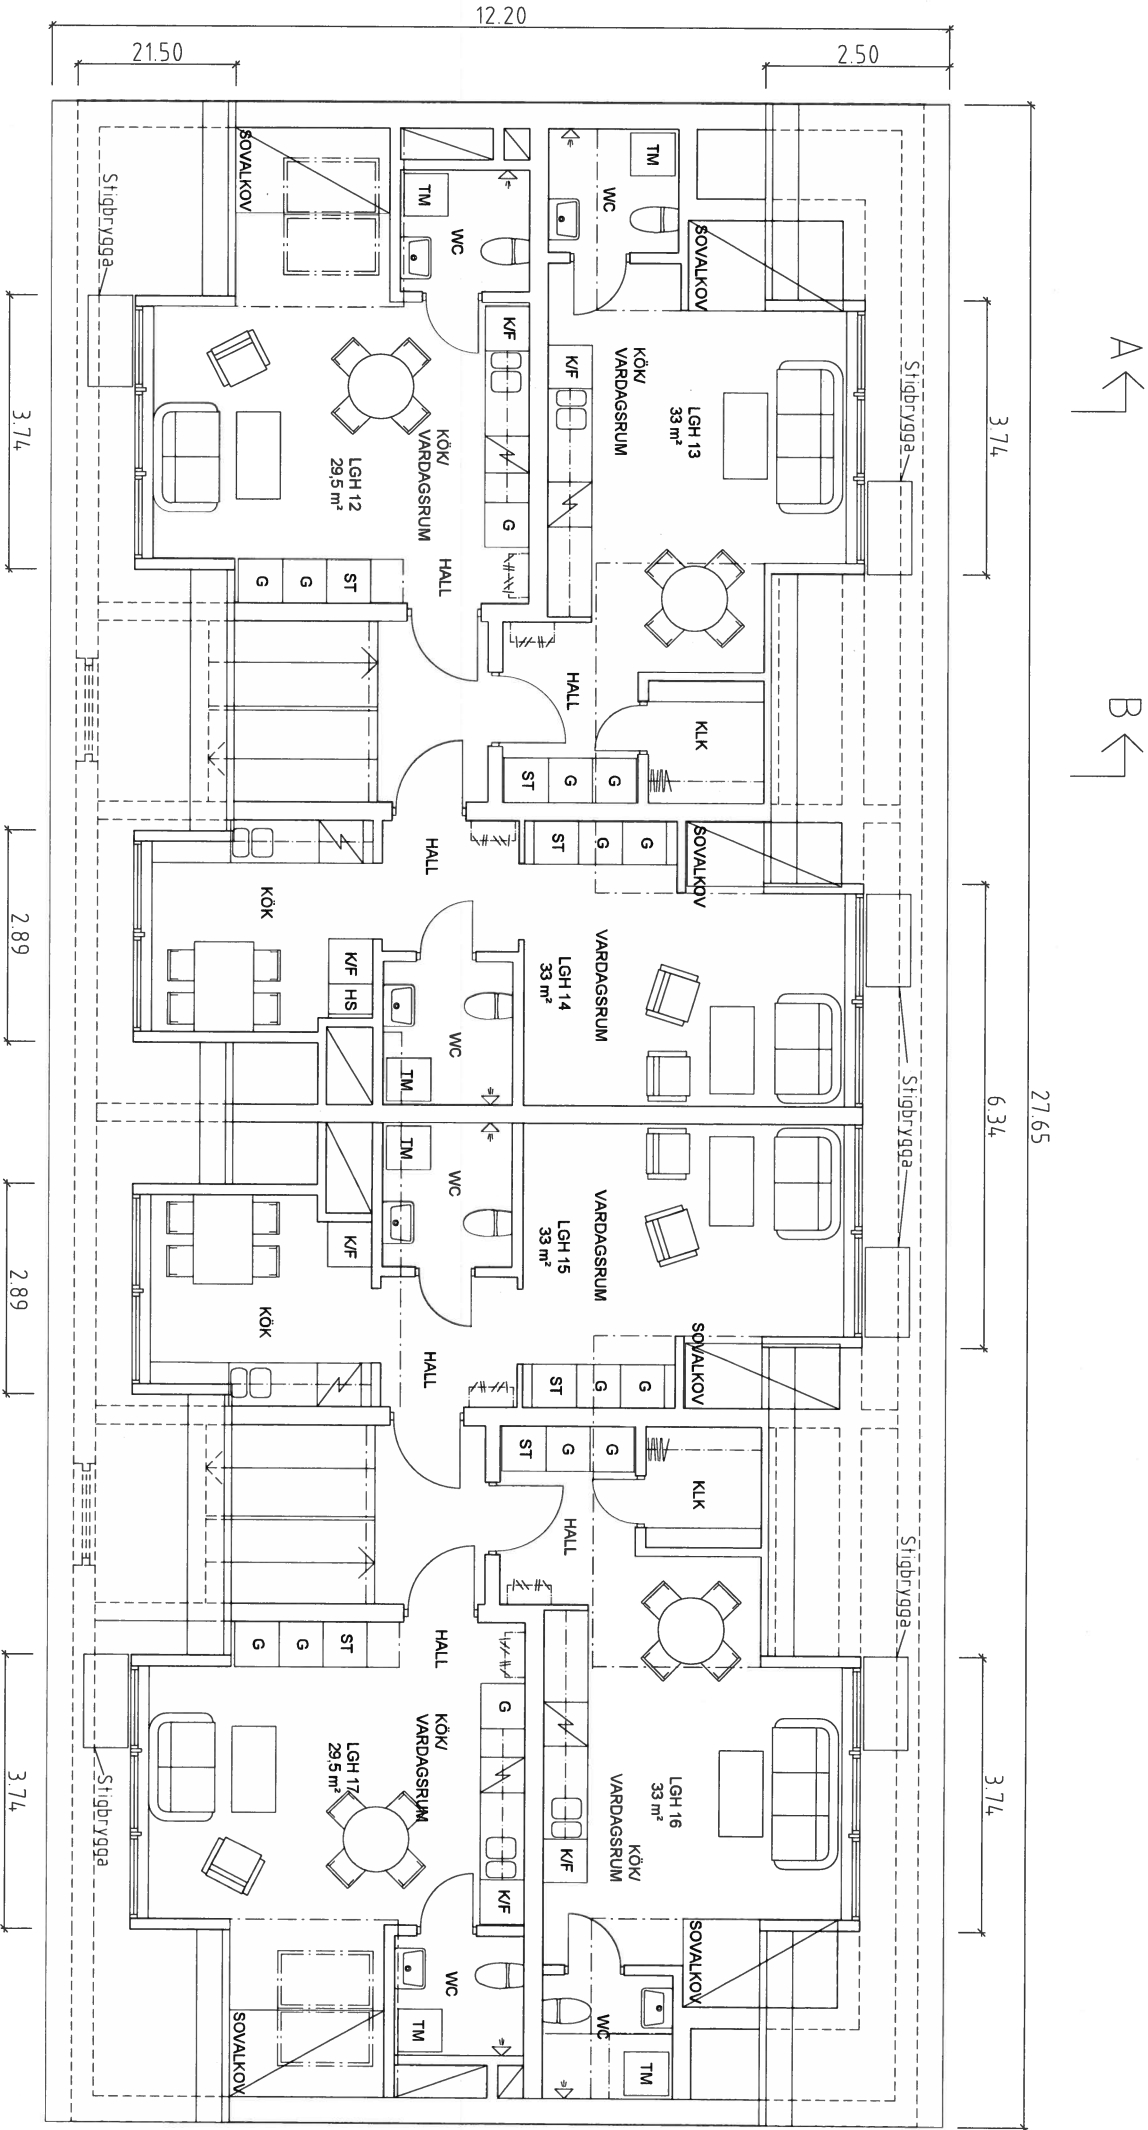 12.20
21.50
2.50
27.65
A
B
3.74
6.34
3.74
Stigbrygga
Stigbrygga
Stigbrygga
SOVALKOV
TM
WC
SOVALKOV
TM
WC
Stigbrygga
KÖK/
VARDAGSRUM
LGH 13
33 m²
K/F
K/F
KÖK/
VARDAGSRUM
LGH 12
29,5 m²
G
HALL
G
G
ST
HALL
KLK
ST
G
G
3.74
SOVALKOV
ST
G
G
HALL
KÖK
K/F
HS
VARDAGSRUM
LGH 14
33 m²
WC
TM
2.89
TM
WC
VARDAGSRUM
LGH 15
33 m²
K/F
KÖK
HALL
ST
G
G
SOVALKOV
2.89
ST
G
G
KLK
HALL
HALL
G
G
ST
G
KÖK/
VARDAGSRUM
LGH 17
29,5 m²
K/F
LGH 16
33 m²
KÖK/
VARDAGSRUM
K/F
SOVALKOV
WC
TM
WC
TM
SOVALKOV
Stigbrygga
3.74